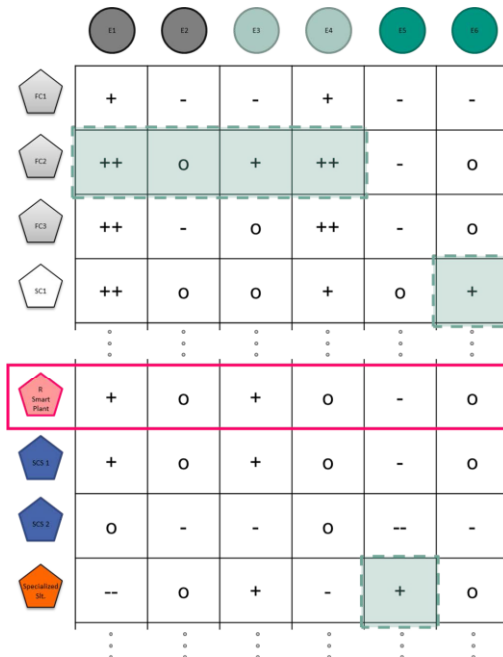 E1 E2 E3 E4 E5 E6
FC1 + - - + - -
FC2 ++ o + ++ - o
FC3 ++ - o ++ - o
SC1 ++ o o + o +
R
Smart
Plant
+ o + o - o
SCS 1 + o + o - o
SCS 2 o - - o -- -
Specialized
SIL
-- o + - + o